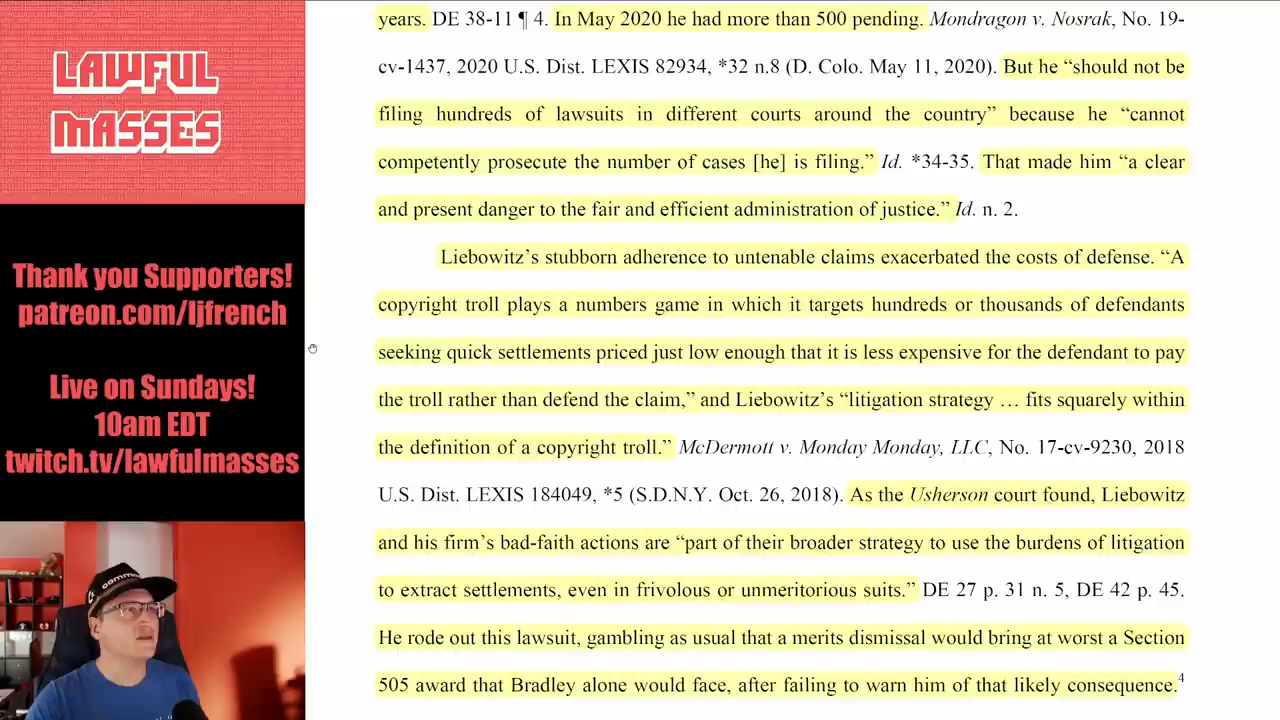 LAWFUL
MASSES
Thank you Supporters!
patreon.com/ljfrench
Live on Sundays!
10am EDT
twitch.tv/lawfulmasses
years. DE 38-11 ¶ 4. In May 2020 he had more than 500 pending. Mondragon v. Nosrak, No. 19-
cv-1437, 2020 U.S. Dist. LEXIS 82934, *32 n.8 (D. Colo. May 11, 2020). But he “should not be
filing hundreds of lawsuits in different courts around the country” because he “cannot
competently prosecute the number of cases [he] is filing.” Id. *34-35. That made him “a clear
and present danger to the fair and efficient administration of justice.” Id. n. 2.
Liebowitz’s stubborn adherence to untenable claims exacerbated the costs of defense. “A
copyright troll plays a numbers game in which it targets hundreds or thousands of defendants
seeking quick settlements priced just low enough that it is less expensive for the defendant to pay
the troll rather than defend the claim,” and Liebowitz’s “litigation strategy … fits squarely within
the definition of a copyright troll.” McDermott v. Monday Monday, LLC, No. 17-cv-9230, 2018
U.S. Dist. LEXIS 184049, *5 (S.D.N.Y. Oct. 26, 2018). As the Usherson court found, Liebowitz
and his firm’s bad-faith actions are “part of their broader strategy to use the burdens of litigation
to extract settlements, even in frivolous or unmeritorious suits.” DE 27 p. 31 n. 5, DE 42 p. 45.
He rode out this lawsuit, gambling as usual that a merits dismissal would bring at worst a Section
505 award that Bradley alone would face, after failing to warn him of that likely consequence.4